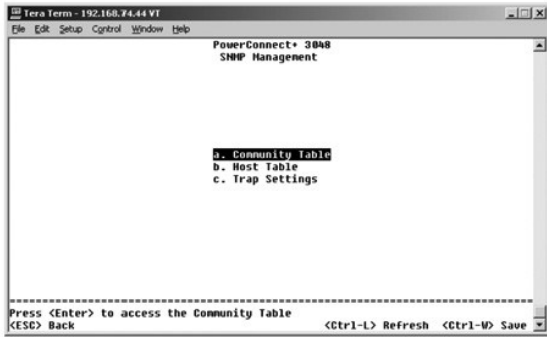 Tera Term - 192.168.74.44 VT
File Edit Setup Control Window Help
PowerConnect+ 3048
SNMP Management
a. Community Table
b. Host Table
c. Trap Settings
Press <Enter> to access the Community Table
<ESC> Back <Ctrl-L> Refresh <Ctrl-W> Save